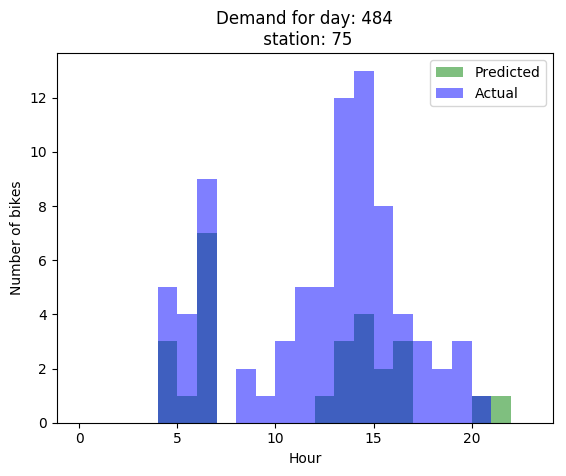 Demand for day: 484
station: 75
Predicted
Actual
Number of bikes
12
10
8
6
4
2
0
0 5 10 15 20
Hour